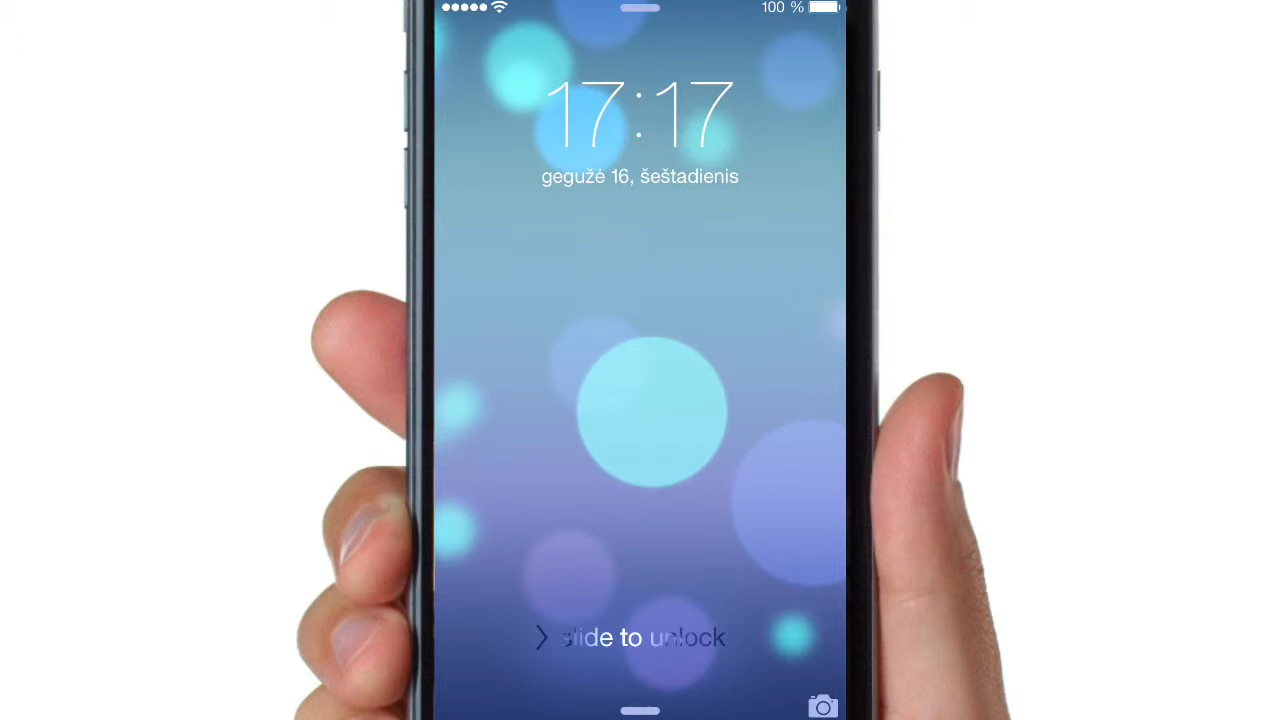 100 %
17:17
gegužė 16, šeštadienis
slide to unlock